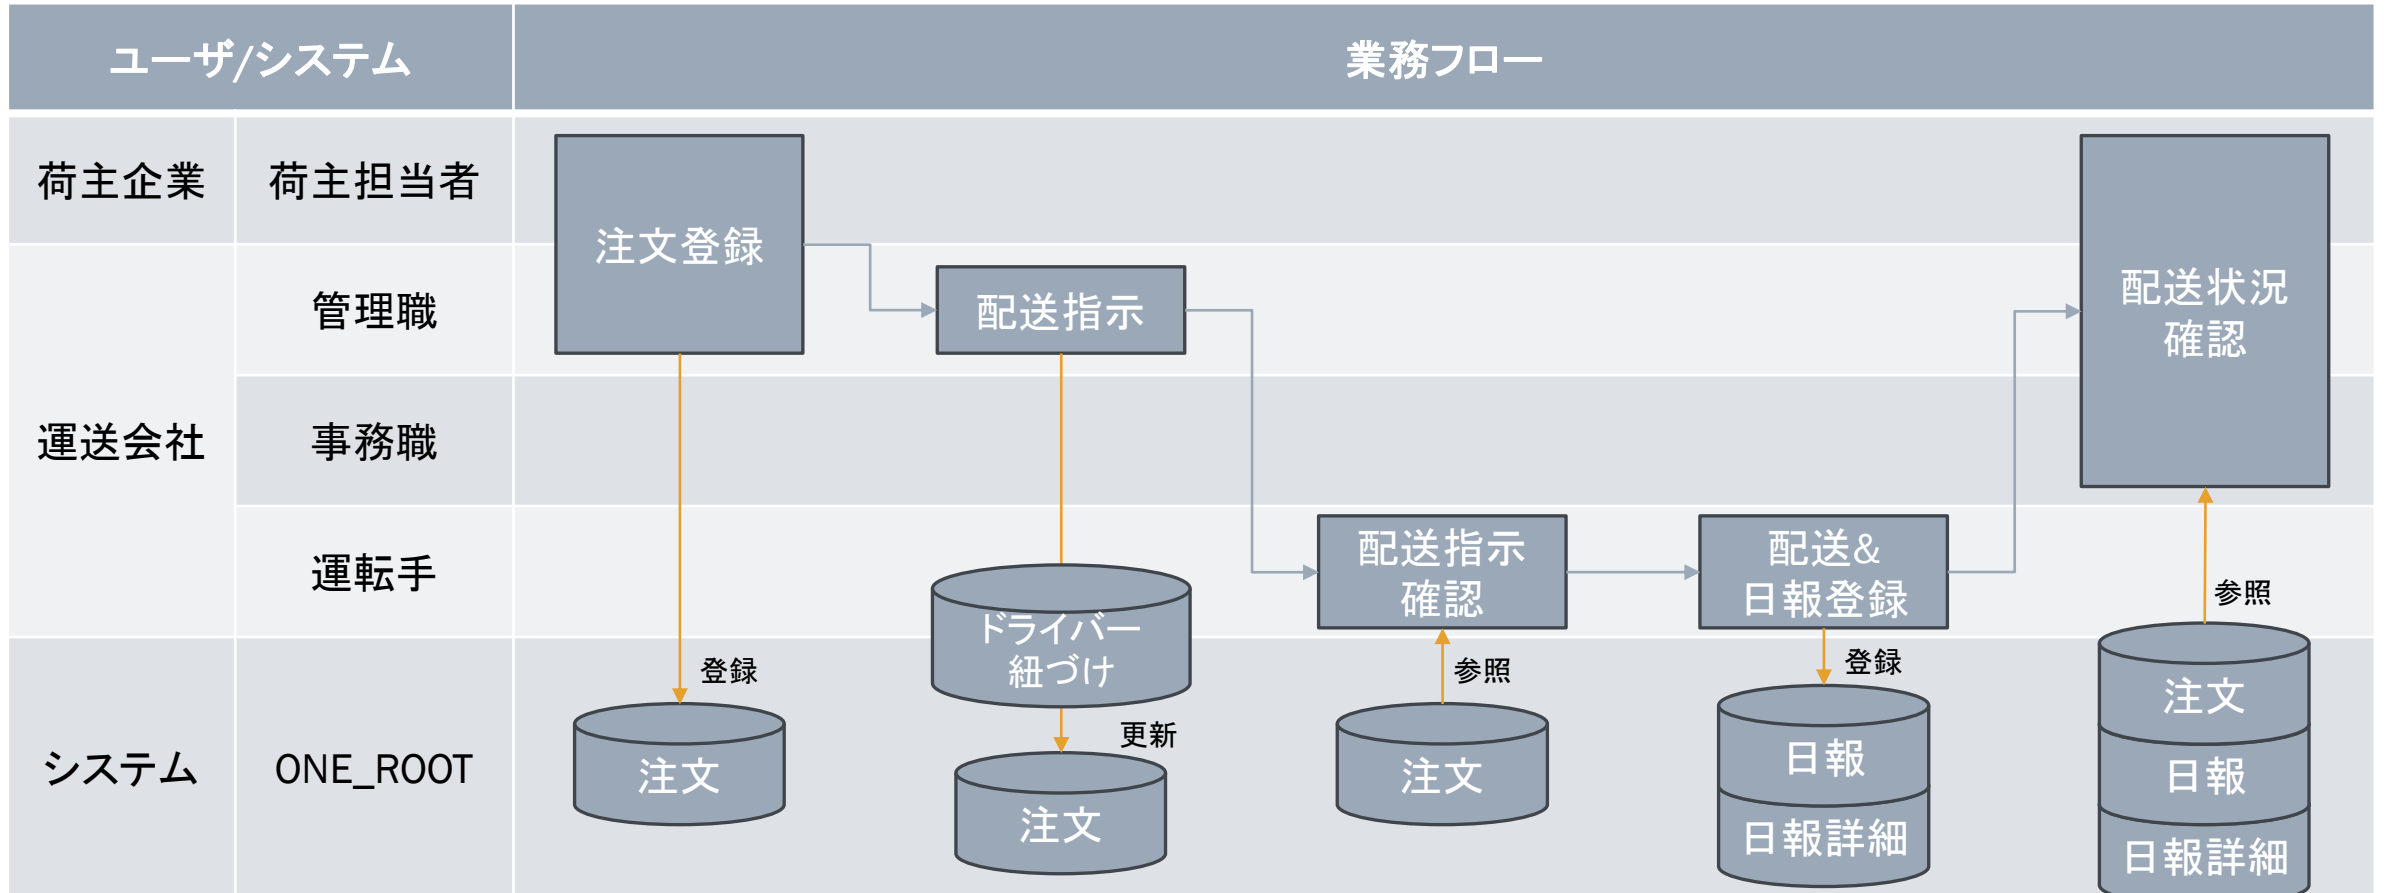 ユーザ/システム
業務フロー
荷主企業
荷主担当者
注文登録
運送会社
管理職
配送指示
配送状況
確認
事務職
運転手
配送指示
確認
配送&
日報登録
参照
ドライバー
紐づけ
システム
ONE_ROOT
登録
注文
更新
注文
参照
注文
登録
日報
日報詳細
注文
日報
日報詳細